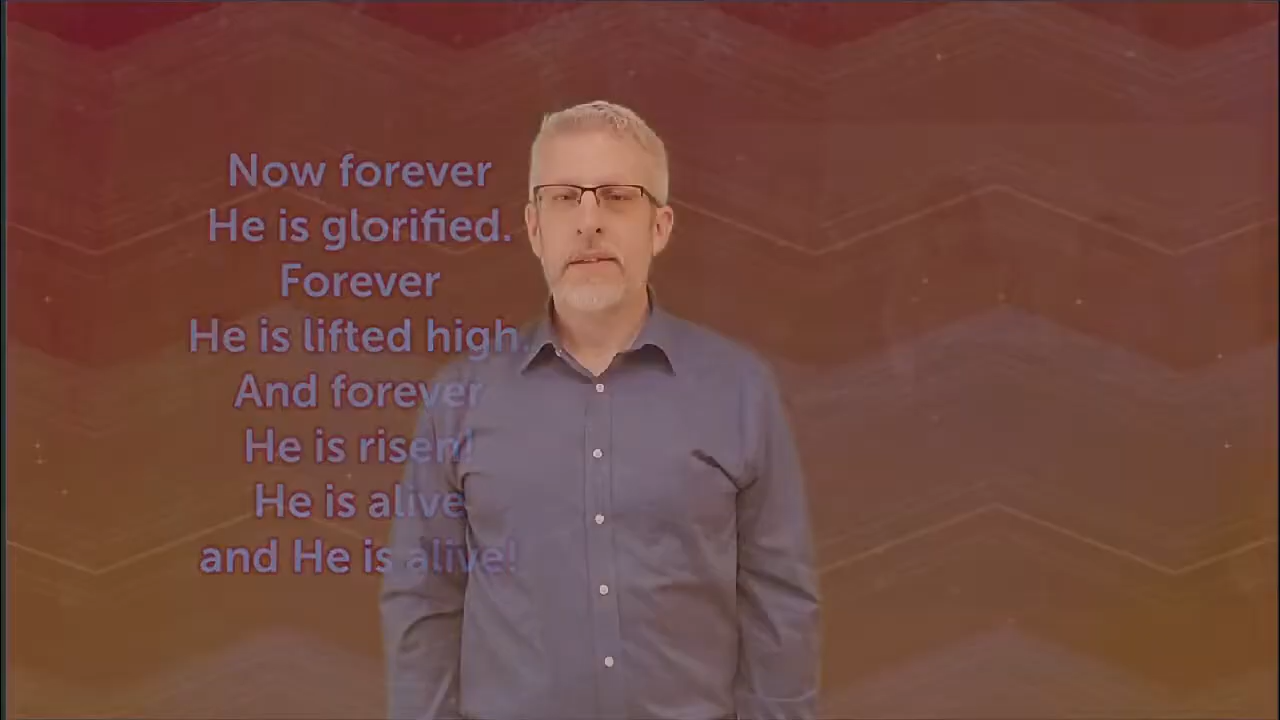 Now forever
He is glorified.
Forever
He is lifted high.
And forever
He is risen!
He is alive
and He is alive!